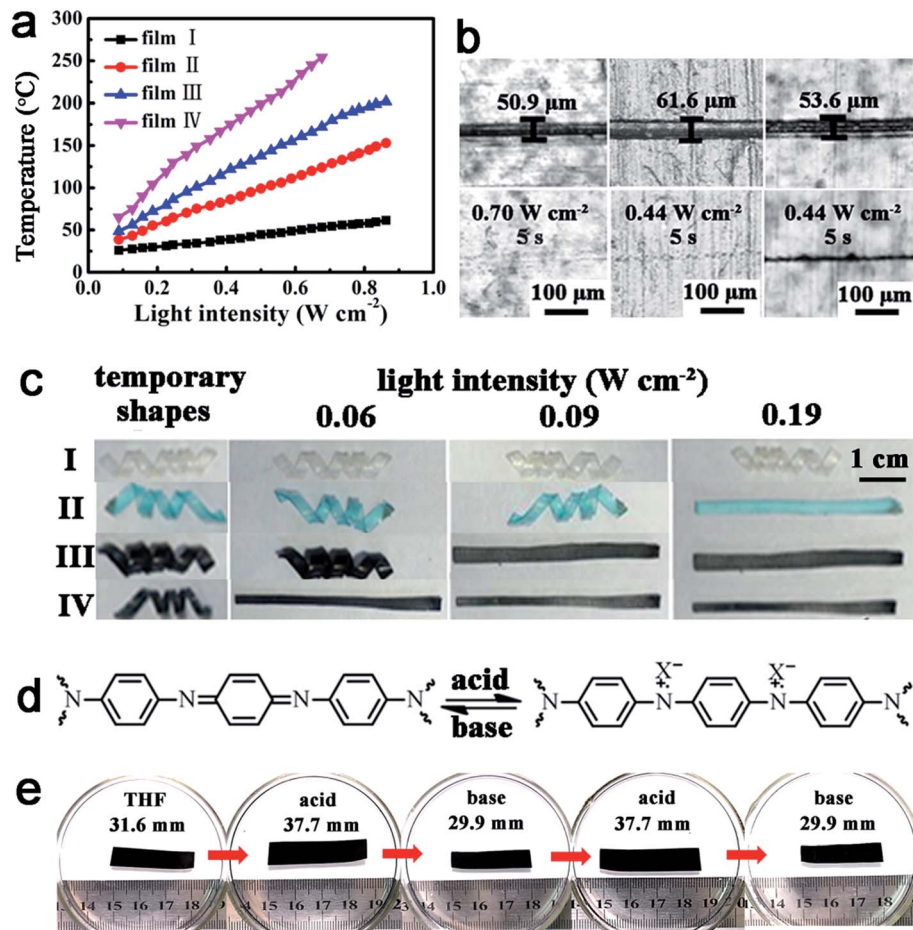 a
300
250
200
150
100
50
0
Temperature (°C)
film Ⅰ
film Ⅱ
film Ⅲ
film Ⅳ
0.0 0.2 0.4 0.6 0.8 1.0
Light intensity (W cm⁻²)
b
50.9 μm 61.6 μm 53.6 μm
0.70 W cm⁻² 0.44 W cm⁻² 0.44 W cm⁻²
5 s 5 s 5 s
100 μm 100 μm 100 μm
c
temporary
shapes
light intensity (W cm⁻²)
0.06 0.09 0.19
I
II
III
IV
1 cm
d
N N N N
acid
base
X⁻ X⁻
N N N N
e
THF
31.6 mm
acid
37.7 mm
base
29.9 mm
acid
37.7 mm
base
29.9 mm